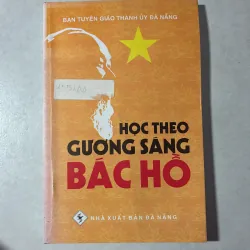 BAN TUYÊN GIÁO THÀNH ỦY ĐÀ NẴNG
HỌC THEO
GƯƠNG SÁNG
BÁC HỒ
NHÀ XUẤT BẢN ĐÀ NẴNG